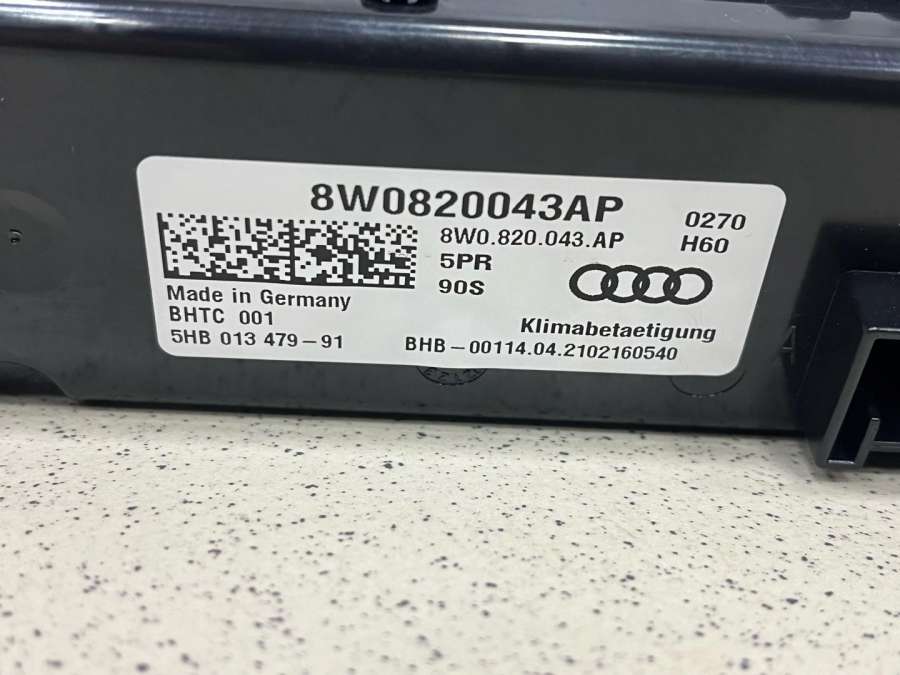 8W0820043AP
0270
8W0.820.043.AP
H60
5PR
90S
Made in Germany
BHTC 001
Klimabetaetigung
5HB 013 479-91
BHB-00114.04.2102160540